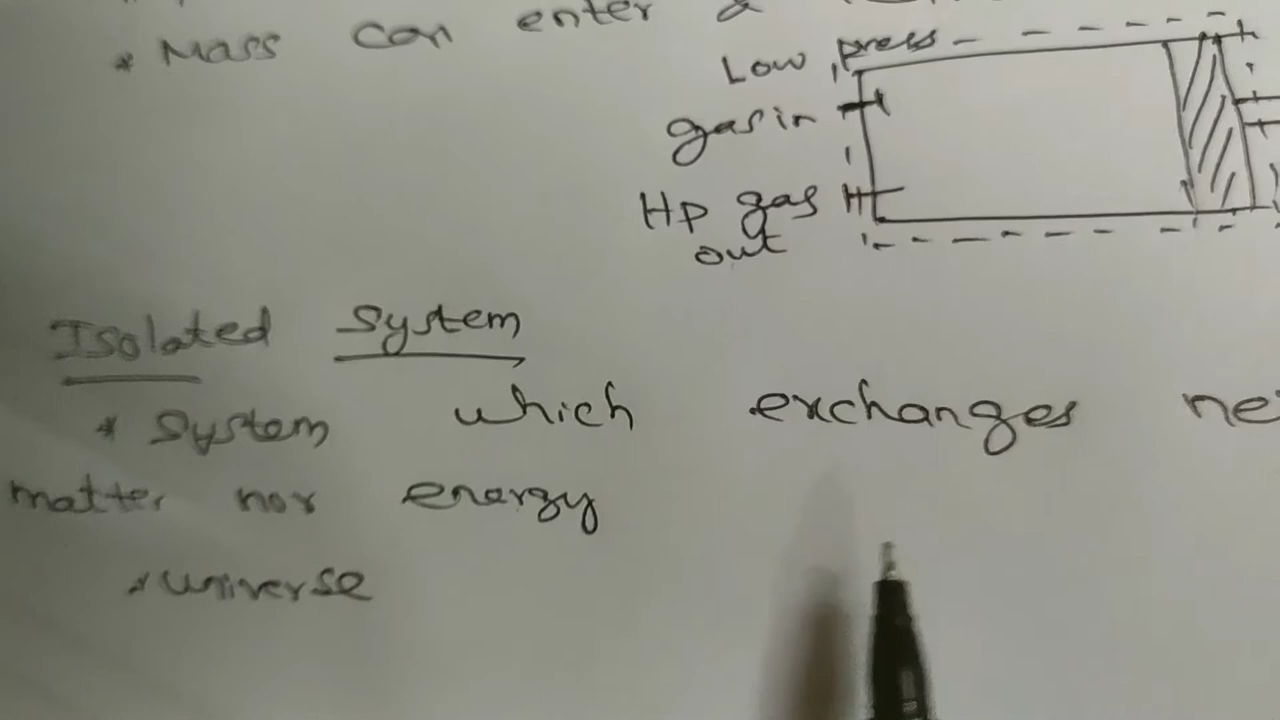 * Mass can enter &
Low press
gas in
HP gas
out
Isolated System
* System which exchanges ne
matter nor energy
* universe